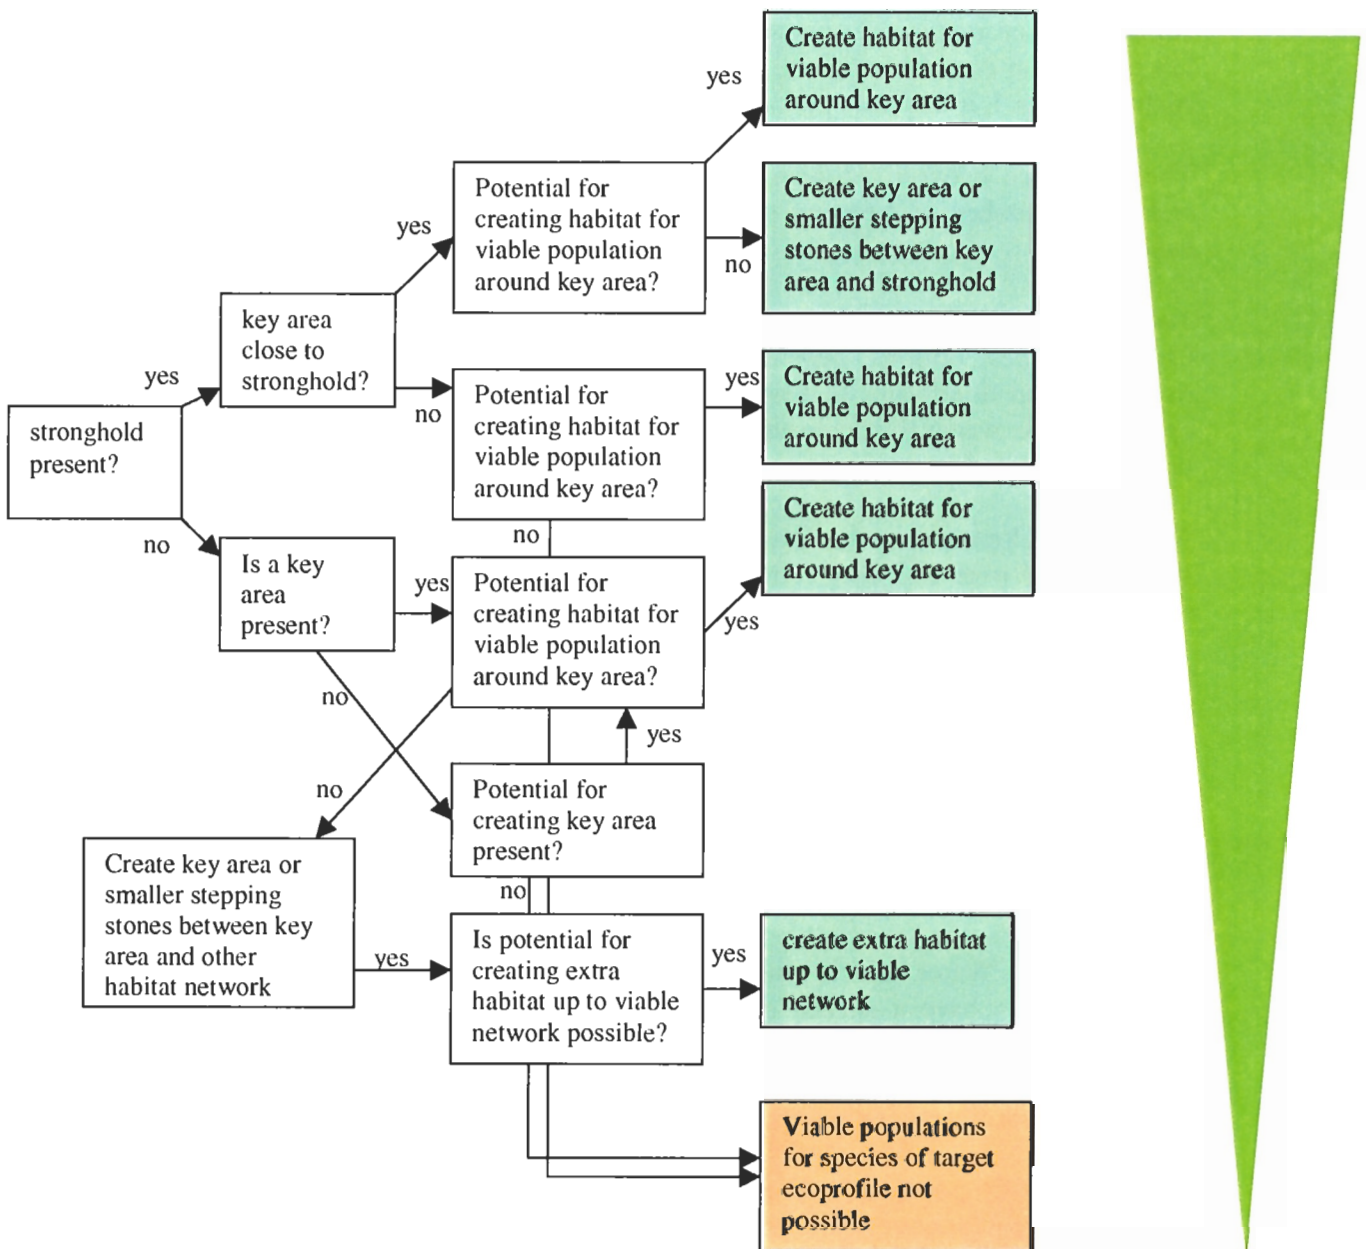 Create habitat for
viable population
around key area
yes
Potential for
creating habitat for
viable population
around key area?
Create key area or
smaller stepping
stones between key
area and stronghold
yes
no
key area
close to
stronghold?
yes
Potential for
creating habitat for
viable population
around key area?
no
yes
Create habitat for
viable population
around key area
stronghold
present?
no
no
Is a key
area
present?
yes
Potential for
creating habitat for
viable population
around key area?
yes
Create habitat for
viable population
around key area
no
yes
no
Potential for
creating key area
present?
Create key area or
smaller stepping
stones between key
area and other
habitat network
yes
no
Is potential for
creating extra
habitat up to viable
network possible?
yes
create extra habitat
up to viable
network
Viable populations
for species of target
ecoprofile not
possible